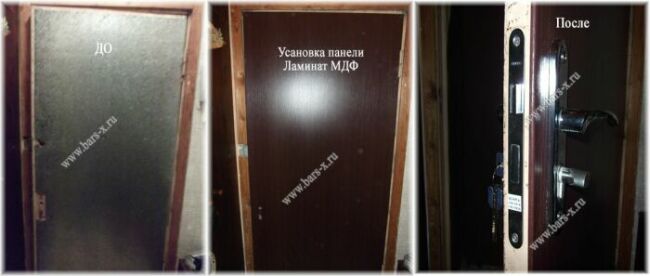 ДО
www.bars-x.ru
Усановка панели
Ламинат МДФ
www.bars-x.ru
После
www.bars-x.ru